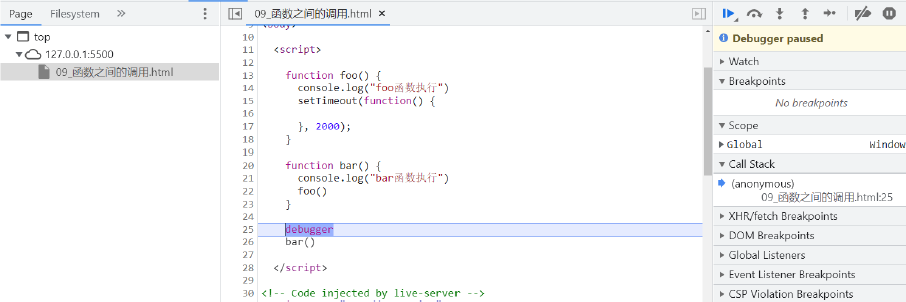 Page Filesystem »
top
127.0.0.1:5500
09_函数之间的调用.html
09_函数之间的调用.html ×
10
11 <script>
12
13 function foo() {
14 console.log("foo函数执行")
15 setTimeout(function() {
16
17 }, 2000);
18 }
19
20 function bar() {
21 console.log("bar函数执行")
22 foo()
23 }
24
25 debugger
26 bar()
27
28 </script>
29
30 <!-- Code injected by live-server -->
Debugger paused
Watch
Breakpoints
No breakpoints
Scope
Global Window
Call Stack
(anonymous)
09_函数之间的调用.html:25
XHR/fetch Breakpoints
DOM Breakpoints
Global Listeners
Event Listener Breakpoints
CSP Violation Breakpoints